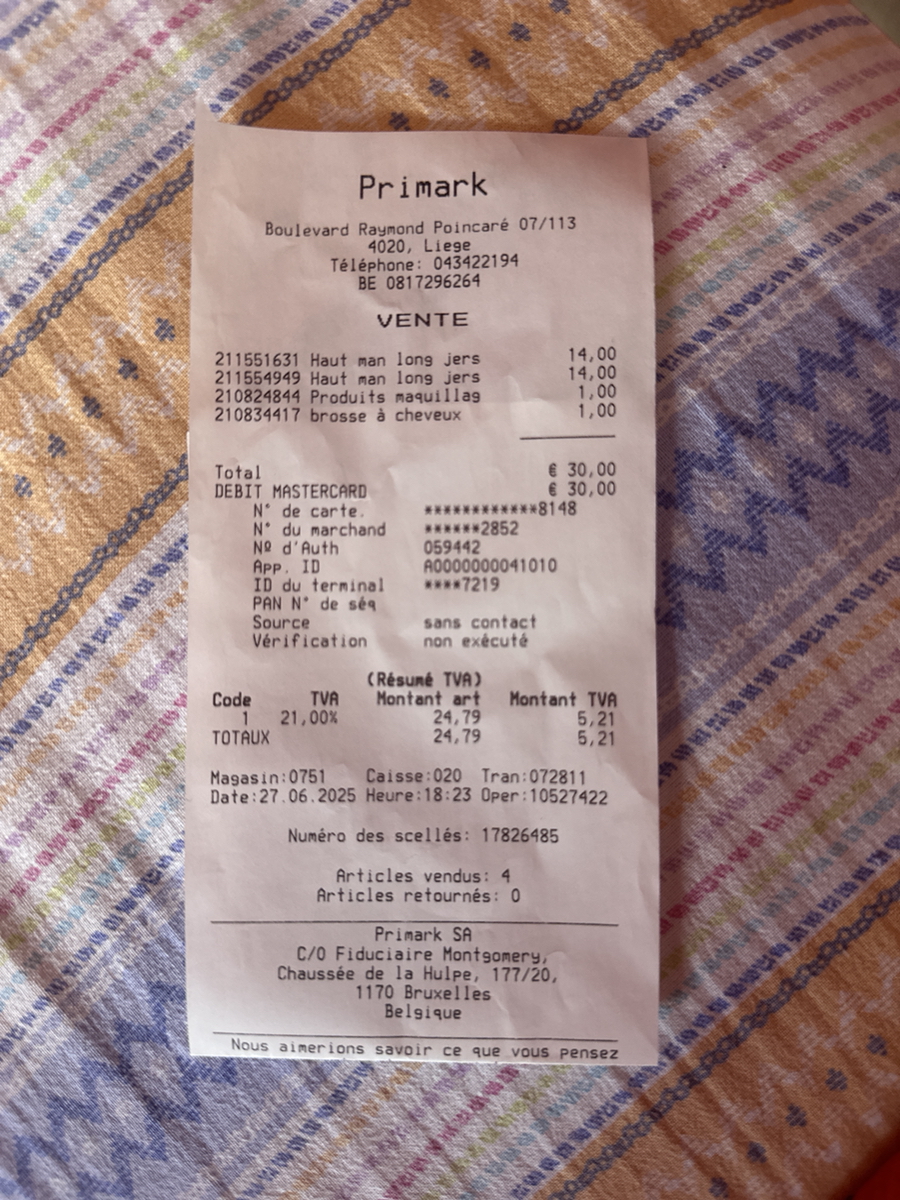 Primark
Boulevard Raymond Poincaré 07/113
4020, Liege
Téléphone: 043422194
BE 0817296264
VENTE
211551631 Haut man long jers 14,00
211554949 Haut man long jers 14,00
210824844 Produits maquillag 1,00
210834417 brosse à cheveux 1,00
Total € 30,00
DEBIT MASTERCARD € 30,00
N° de carte. ************8148
N° du marchand ******2852
Nº d'Auth 059442
App. ID A0000000041010
ID du terminal ****7219
PAN N° de séq
Source sans contact
Vérification non exécuté
(Résumé TVA)
Code TVA Montant art Montant TVA
1 21,00% 24,79 5,21
TOTAUX 24,79 5,21
Magasin:0751 Caisse:020 Tran:072811
Date:27.06.2025 Heure:18:23 Oper:10527422
Numéro des scellés: 17826485
Articles vendus: 4
Articles retournés: 0
Primark SA
C/O Fiduciaire Montgomery,
Chaussée de la Hulpe, 177/20,
1170 Bruxelles
Belgique
Nous aimerions savoir ce que vous pensez